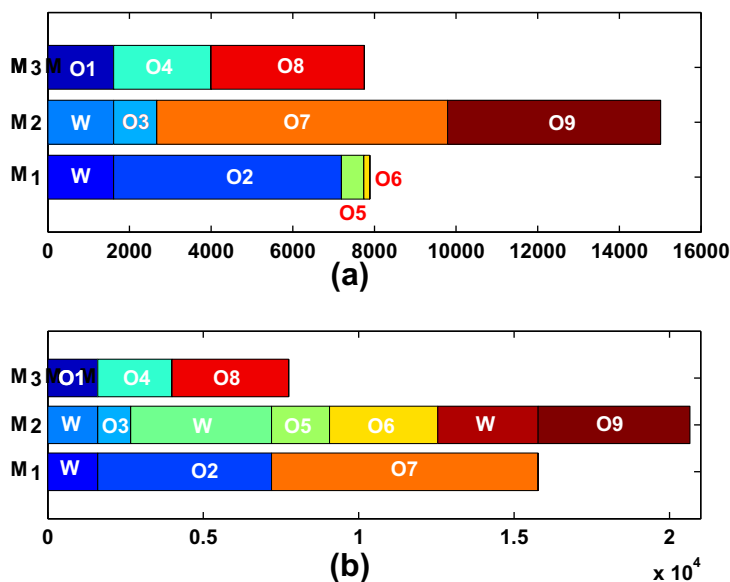 M3 M O1 O4 O8
M2 W O3 O7 O9
M1 W O2 O6
O5
0 2000 4000 6000 8000 10000 12000 14000 16000
(a)
M3 M O1 M O4 O8
M2 W O3 W O5 O6 W O9
M1 W O2 O7
0 0.5 1 1.5 2
x 10^4
(b)